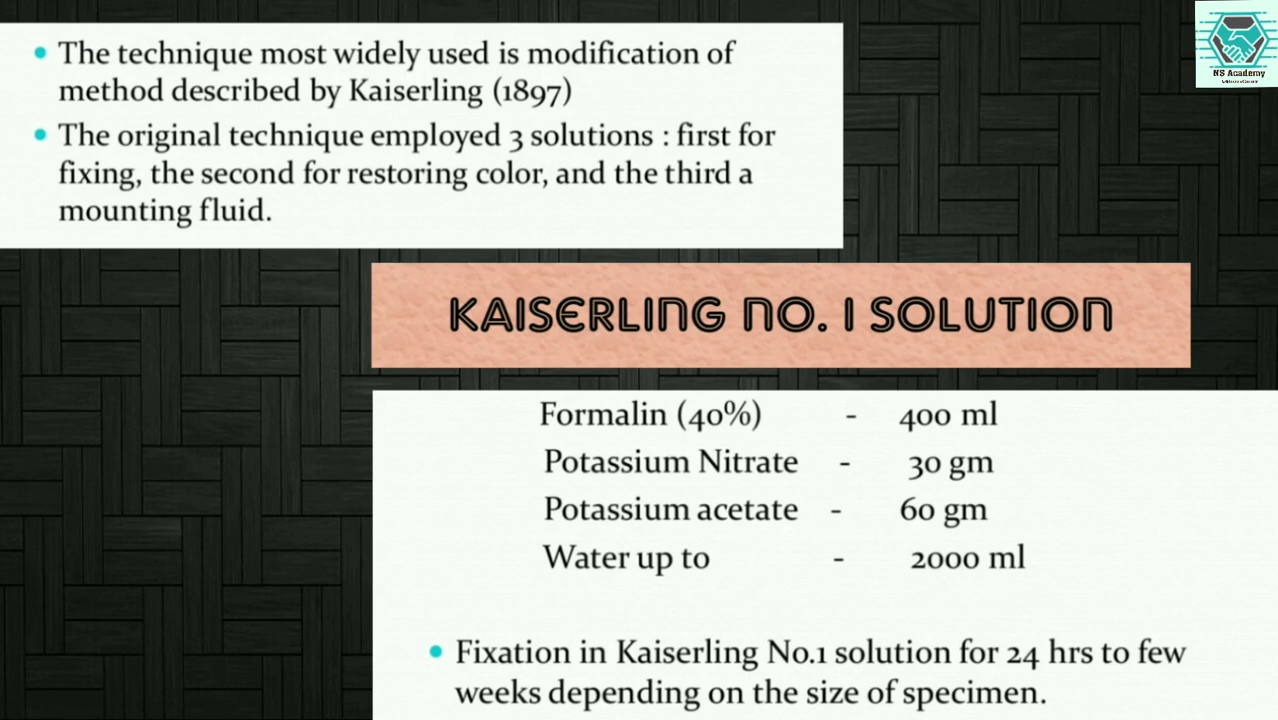 NS Academy
• The technique most widely used is modification of
method described by Kaiserling (1897)
• The original technique employed 3 solutions : first for
fixing, the second for restoring color, and the third a
mounting fluid.
KAISERLING NO. 1 SOLUTION
Formalin (40%) - 400 ml
Potassium Nitrate - 30 gm
Potassium acetate - 60 gm
Water up to - 2000 ml
• Fixation in Kaiserling No.1 solution for 24 hrs to few
weeks depending on the size of specimen.